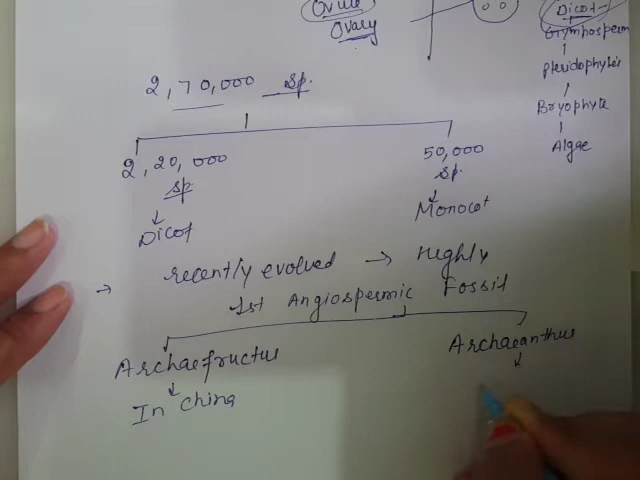 Ovule
Ovary
Dicot
Gymnosperm
pteridophytes
Bryophyte
Algae
2,70,000 sp.
2,20,000
sp.
Dicot
50,000
sp.
Monocot
→ recently evolved → Highly
1st Angiospermic Fossil
Archaefructus
In China
Archaeanthus